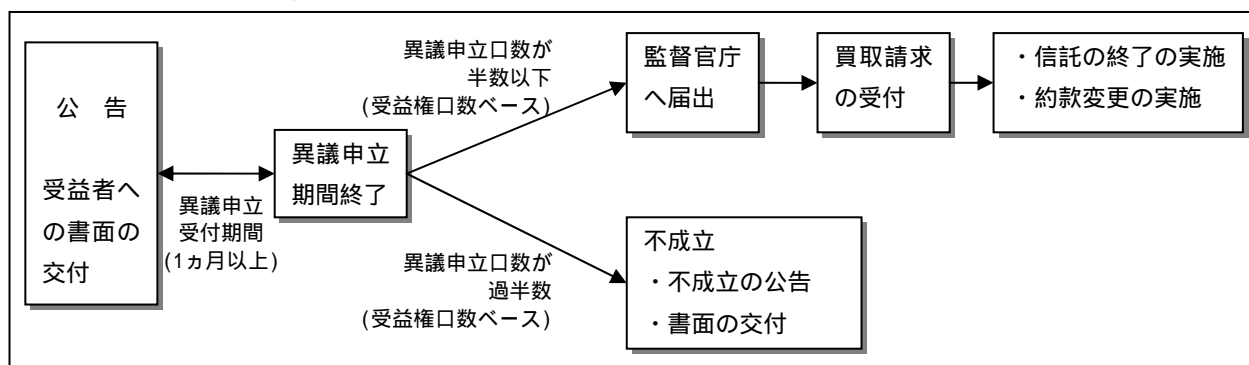 公　告
受益者へ
の書面の
交付
異議申立
受付期間
(1ヵ月以上)
異議申立
期間終了
異議申立口数が
半数以下
(受益権口数ベース)
監督官庁
へ届出
買取請求
の受付
・信託の終了の実施
・約款変更の実施
異議申立口数が
過半数
(受益権口数ベース)
不成立
・不成立の公告
・書面の交付